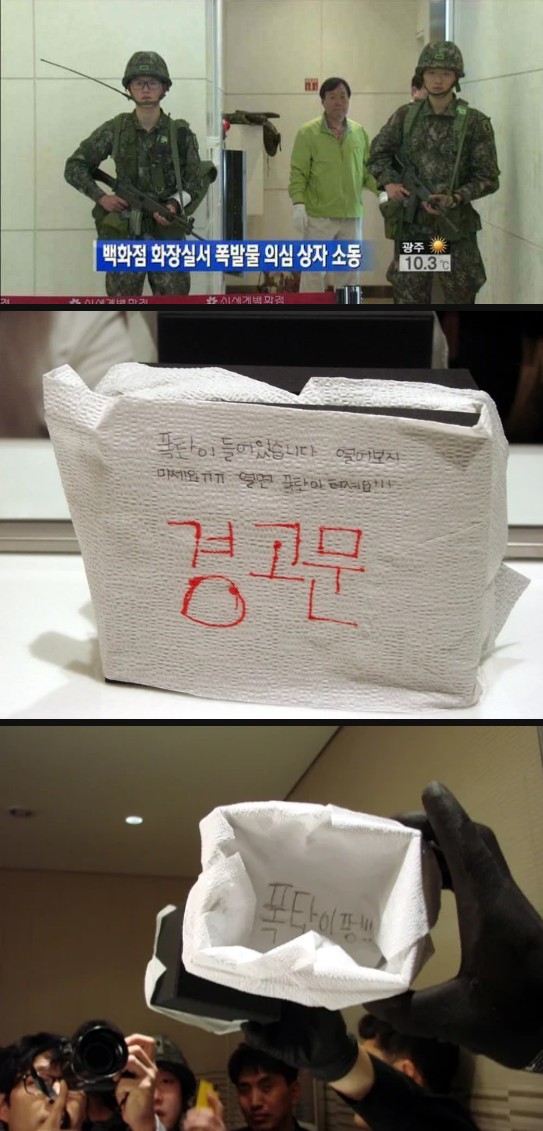 백화점 화장실서 폭발물 의심 상자 소동
광주
10.3℃
신세계백화점
폭탄이 들어있습니다 열어보지
마세요ㄲㄲ 열면 폭탄이 터져요!!!
경고문
폭탄이 펑!!!